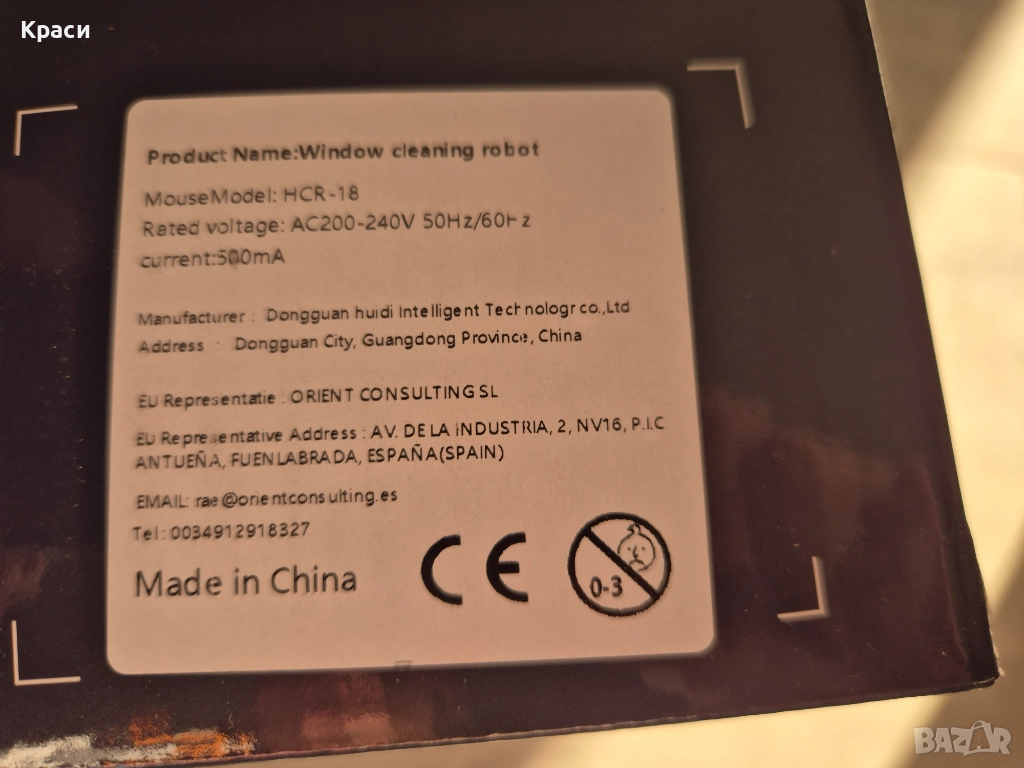 Краси
Product Name:Window cleaning robot
MouseModel: HCR-18
Rated voltage: AC200-240V 50Hz/60Hz
current:500mA
Manufacturer : Dongguan huidi Intelligent Technologr co.,Ltd
Address : Dongguan City, Guangdong Province, China
EU Representatie : ORIENT CONSULTING SL
EU Representative Address : AV. DE LA INDUSTRIA, 2, NV16, P.I.C
ANTUEÑA, FUENLABRADA, ESPAÑA(SPAIN)
EMAIL: rae@orientconsulting.es
Tel: 0034912918327
Made in China
CE
0-3
BAZAR